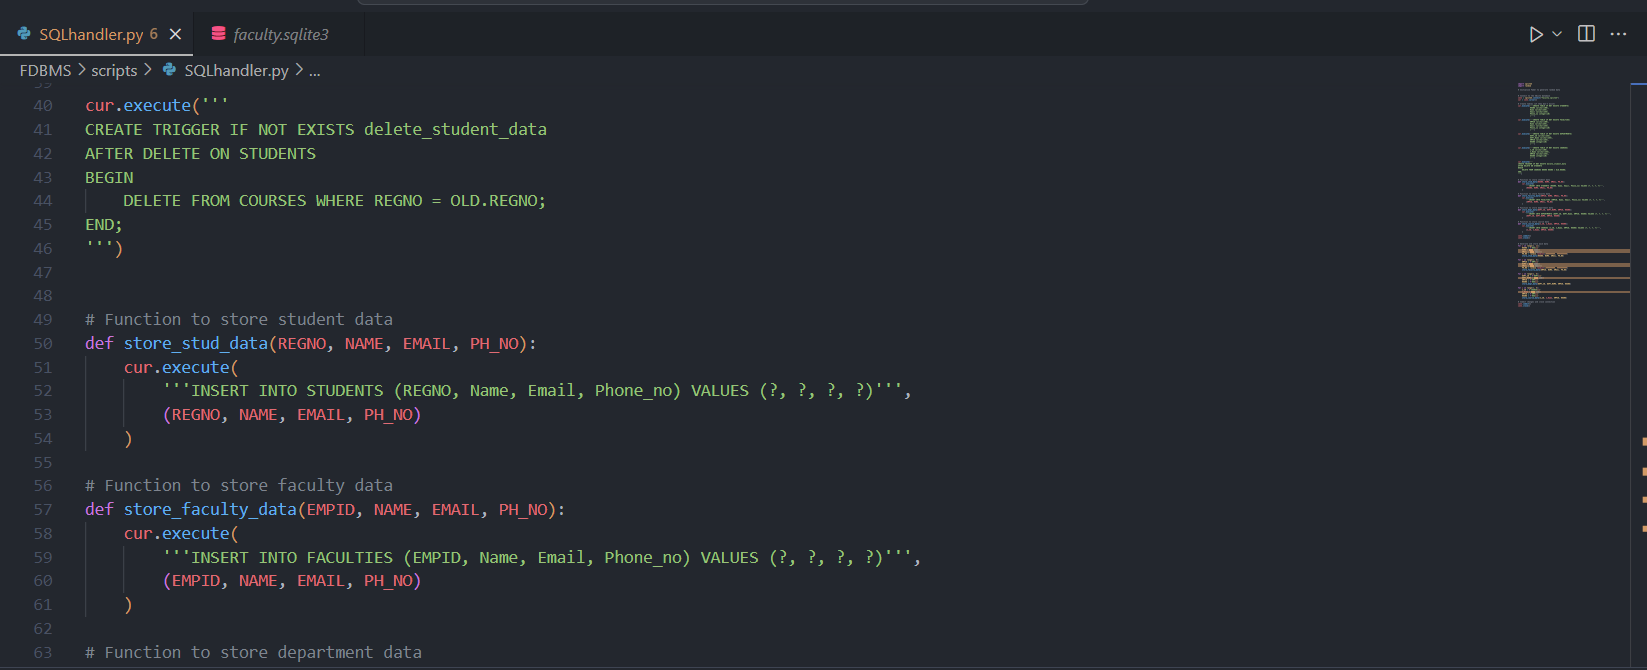 SQLhandler.py 6
faculty.sqlite3
FDBMS > scripts > SQLhandler.py > ...
39
40 cur.execute('''
41 CREATE TRIGGER IF NOT EXISTS delete_student_data
42 AFTER DELETE ON STUDENTS
43 BEGIN
44     DELETE FROM COURSES WHERE REGNO = OLD.REGNO;
45 END;
46 ''')
47
48
49 # Function to store student data
50 def store_stud_data(REGNO, NAME, EMAIL, PH_NO):
51     cur.execute(
52         '''INSERT INTO STUDENTS (REGNO, Name, Email, Phone_no) VALUES (?, ?, ?, ?)''',
53         (REGNO, NAME, EMAIL, PH_NO)
54     )
55
56 # Function to store faculty data
57 def store_faculty_data(EMPID, NAME, EMAIL, PH_NO):
58     cur.execute(
59         '''INSERT INTO FACULTIES (EMPID, Name, Email, Phone_no) VALUES (?, ?, ?, ?)''',
60         (EMPID, NAME, EMAIL, PH_NO)
61     )
62
63 # Function to store department data